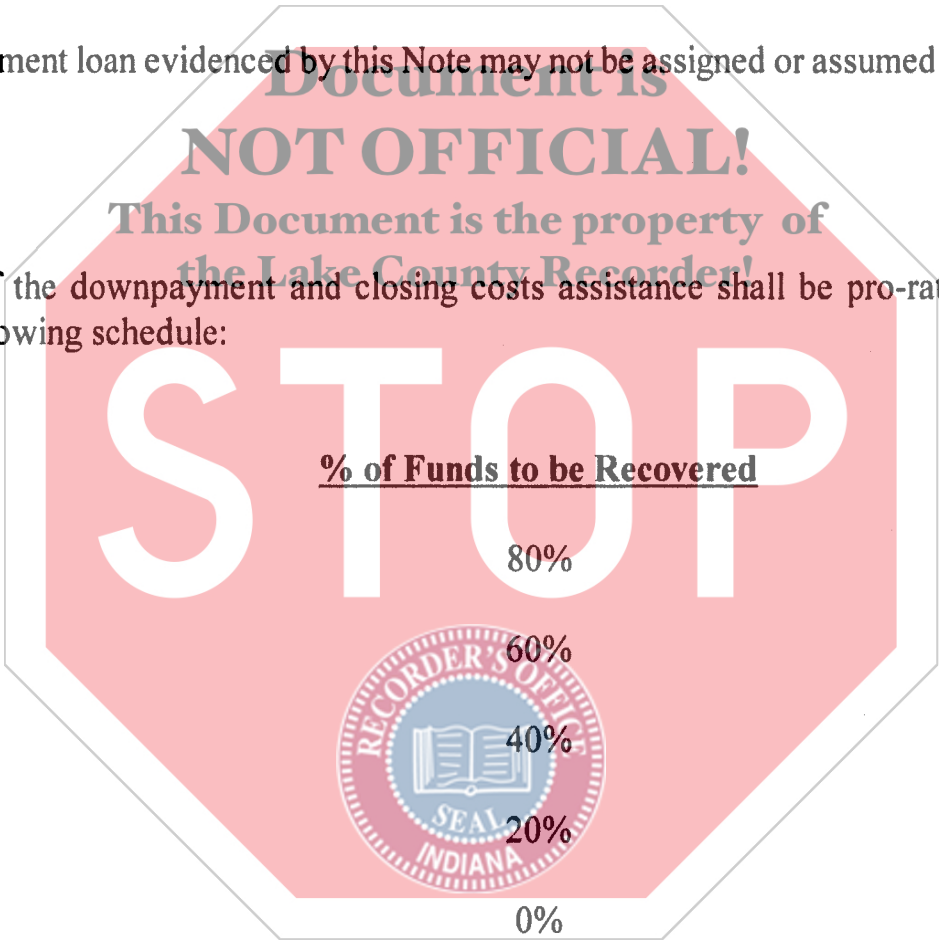 ment loan evidenced by this Note may not be assigned or assumed
Document is
NOT OFFICIAL!
This Document is the property of
the Lake County Recorder!
the downpayment and closing costs assistance shall be pro-rat
owing schedule:
STOP
% of Funds to be Recovered
80%
60%
40%
20%
0%
RECORDER'S OFFICE
SEAL
INDIANA